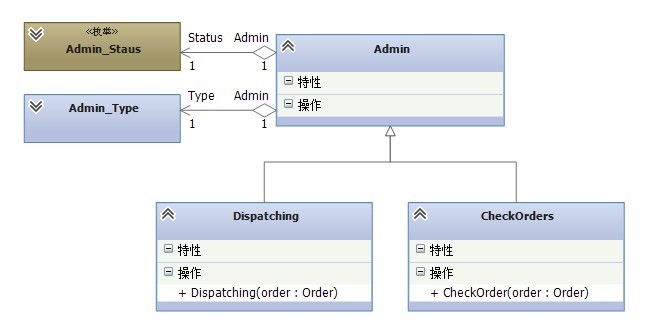 «枚举»
Admin_Staus
Status Admin
1 1
Admin
特性
操作
Admin_Type
Type Admin
1 1
Dispatching
特性
操作
+ Dispatching(order : Order)
CheckOrders
特性
操作
+ CheckOrder(order : Order)